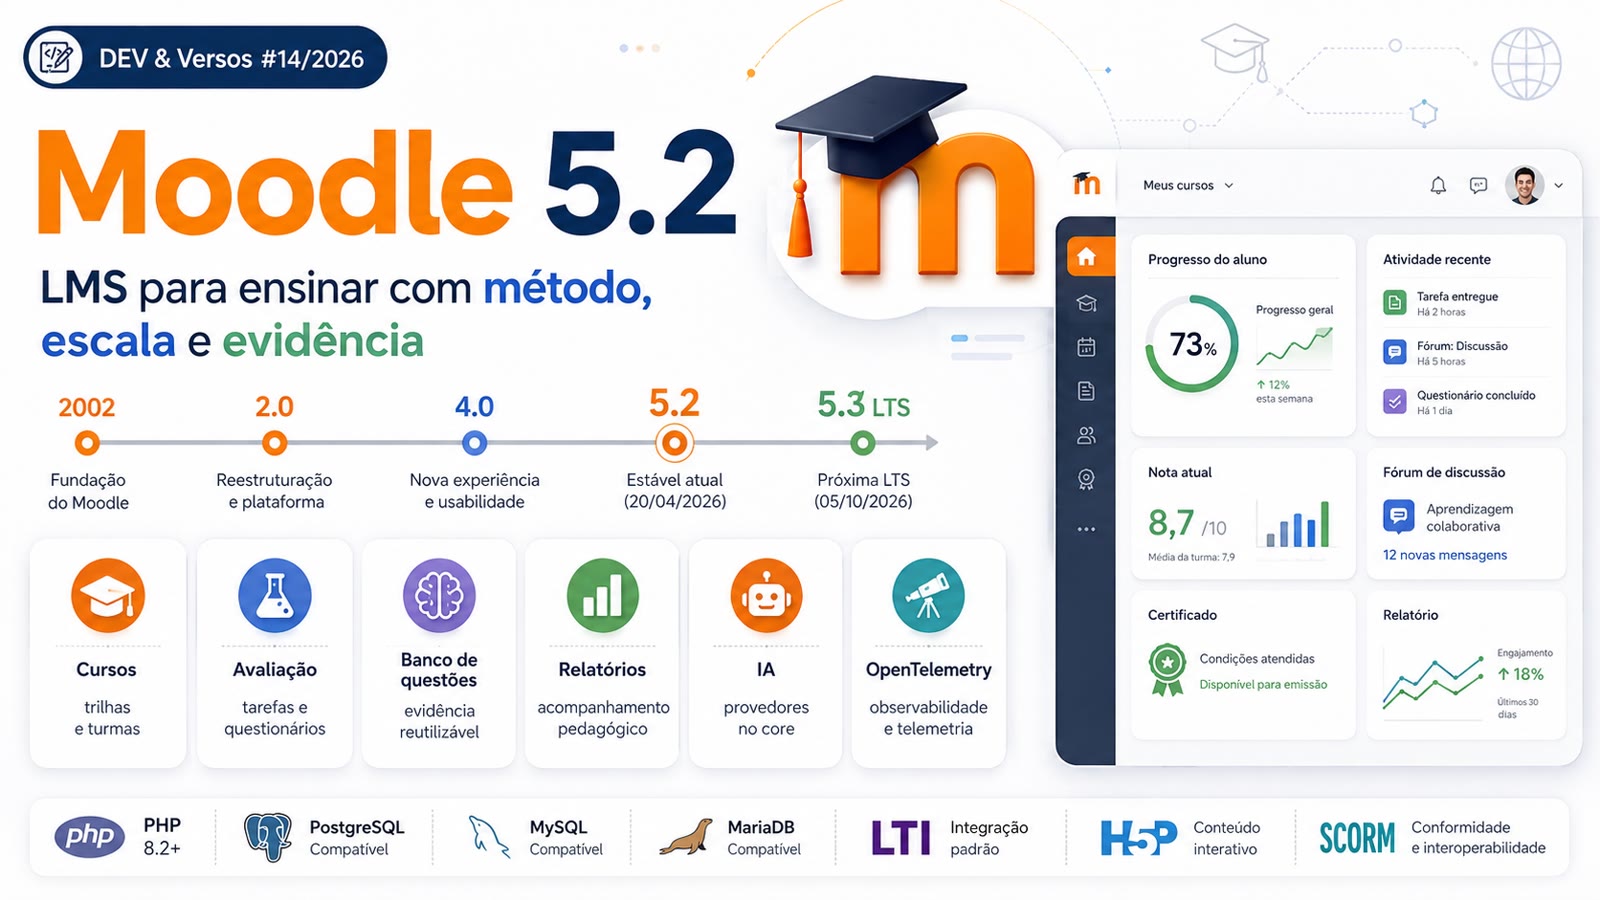 DEV & Versos #14/2026
Moodle 5.2
LMS para ensinar com método,
escala e evidência
2002
Fundação
do Moodle
2.0
Reestruturação
e plataforma
4.0
Nova experiência
e usabilidade
5.2
Estável atual
(20/04/2026)
5.3 LTS
Próxima LTS
(05/10/2026)
Cursos
trilhas
e turmas
Avaliação
tarefas e
questionários
Banco de
questões
evidência
reutilizável
Relatórios
acompanhamento
pedagógico
IA
provedores
no core
OpenTelemetry
observabilidade
e telemetria
m
m
Meus cursos
Progresso do aluno
73%
Progresso geral
↑ 12%
esta semana
Atividade recente
Tarefa entregue
Há 2 horas
Fórum: Discussão
Há 5 horas
Questionário concluído
Há 1 dia
Nota atual
8,7 /10
Média da turma: 7,9
Fórum de discussão
Aprendizagem
colaborativa
12 novas mensagens
Certificado
Condições atendidas
Disponível para emissão
Relatório
Engajamento
↑ 18%
Últimos 30
dias
php
PHP
8.2+
PostgreSQL
Compatível
MySQL
Compatível
MariaDB
Compatível
LTI
Integração
padrão
H5P
Conteúdo
interativo
SCORM
Conformidade
e interoperabilidade